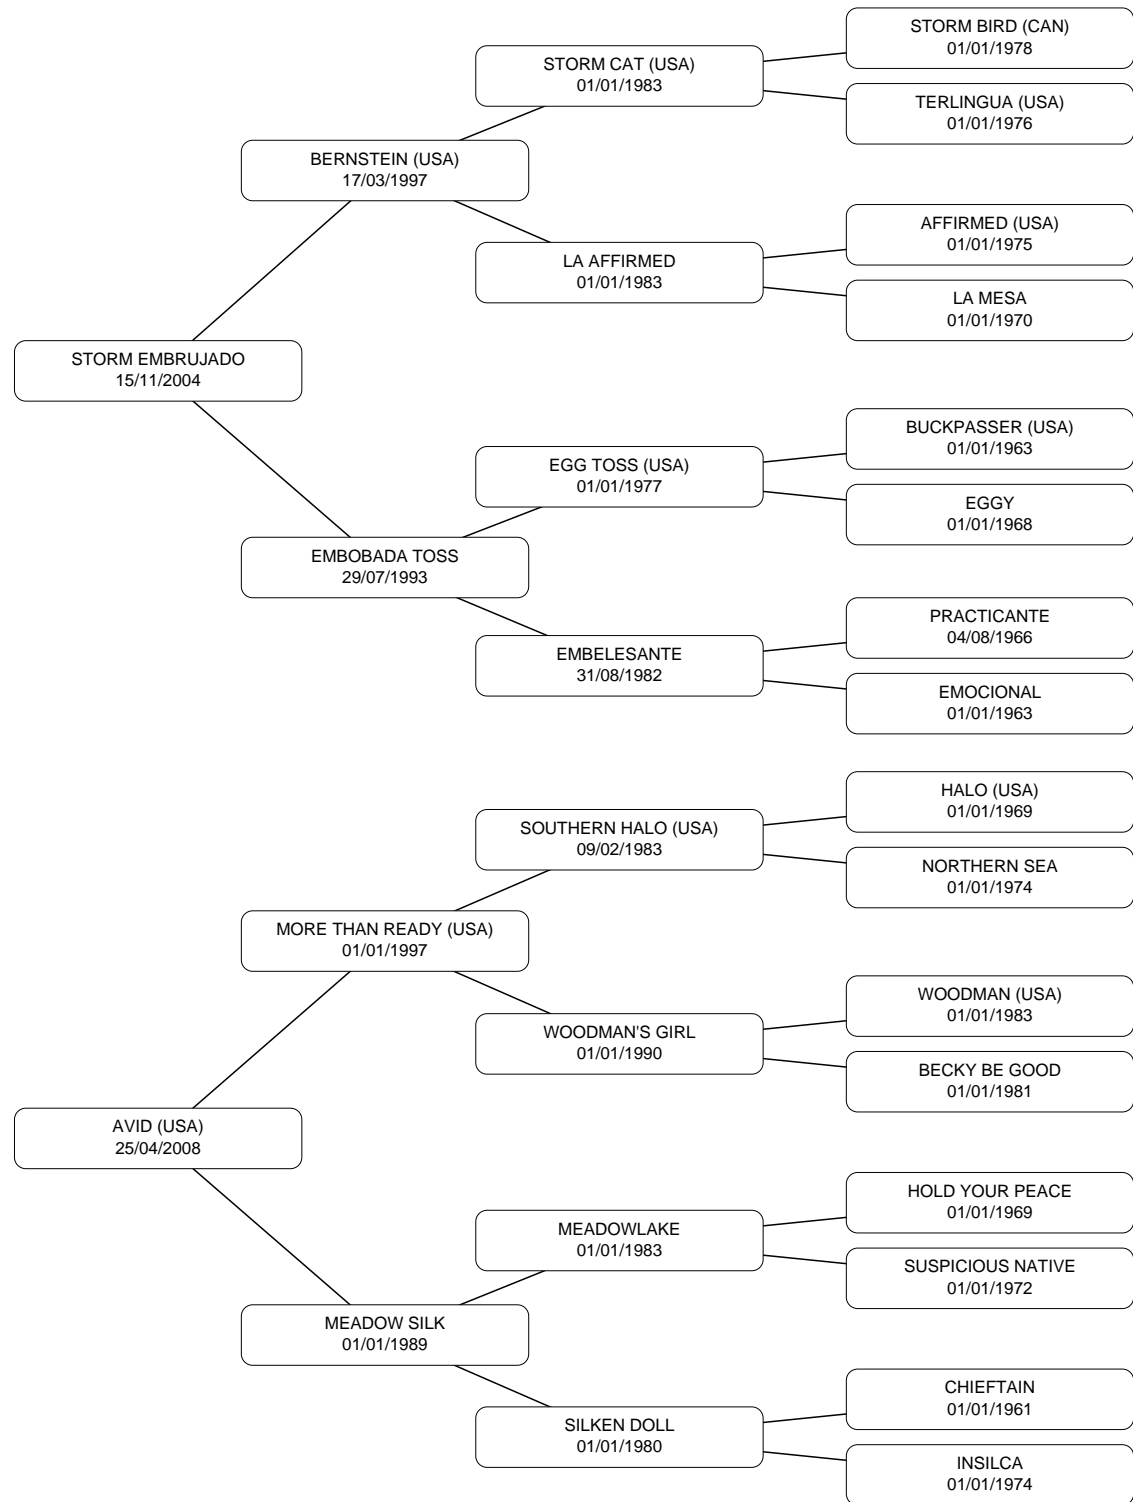 STORM BIRD (CAN)
01/01/1978
STORM CAT (USA)
01/01/1983
TERLINGUA (USA)
01/01/1976
BERNSTEIN (USA)
17/03/1997
AFFIRMED (USA)
01/01/1975
LA AFFIRMED
01/01/1983
LA MESA
01/01/1970
STORM EMBRUJADO
15/11/2004
BUCKPASSER (USA)
01/01/1963
EGG TOSS (USA)
01/01/1977
EGGY
01/01/1968
EMBOBADA TOSS
29/07/1993
PRACTICANTE
04/08/1966
EMBELESANTE
31/08/1982
EMOCIONAL
01/01/1963
HALO (USA)
01/01/1969
SOUTHERN HALO (USA)
09/02/1983
NORTHERN SEA
01/01/1974
MORE THAN READY (USA)
01/01/1997
WOODMAN (USA)
01/01/1983
WOODMAN'S GIRL
01/01/1990
BECKY BE GOOD
01/01/1981
AVID (USA)
25/04/2008
HOLD YOUR PEACE
01/01/1969
MEADOWLAKE
01/01/1983
SUSPICIOUS NATIVE
01/01/1972
MEADOW SILK
01/01/1989
CHIEFTAIN
01/01/1961
SILKEN DOLL
01/01/1980
INSILCA
01/01/1974